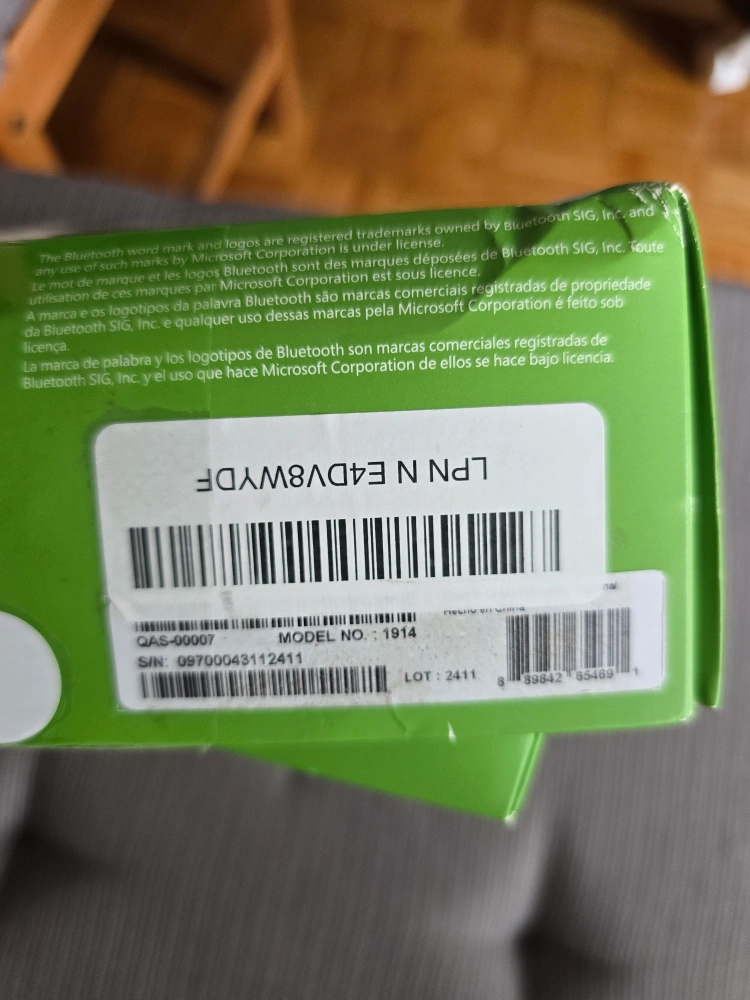 The Bluetooth word mark and logos are registered trademarks owned by Bluetooth SIG, Inc. and
any use of such marks by Microsoft Corporation is under license.
Le mot de marque et les logos Bluetooth sont des marques déposées de Bluetooth SIG, Inc. Toute
utilisation de ces marques par Microsoft Corporation est sous licence.
A marca e os logotipos da palavra Bluetooth são marcas comerciais registradas de propriedade
da Bluetooth SIG, Inc. e qualquer uso dessas marcas pela Microsoft Corporation é feito sob
licença.
La marca de palabra y los logotipos de Bluetooth son marcas comerciales registradas de
Bluetooth SIG, Inc. y el uso que hace Microsoft Corporation de ellos se hace bajo licencia.
LPN N E4DV8WYDF
Hecho en China
QAS-00007 MODEL NO. : 1914
S/N: 09700043112411
LOT : 2411
8 89842 65469 1